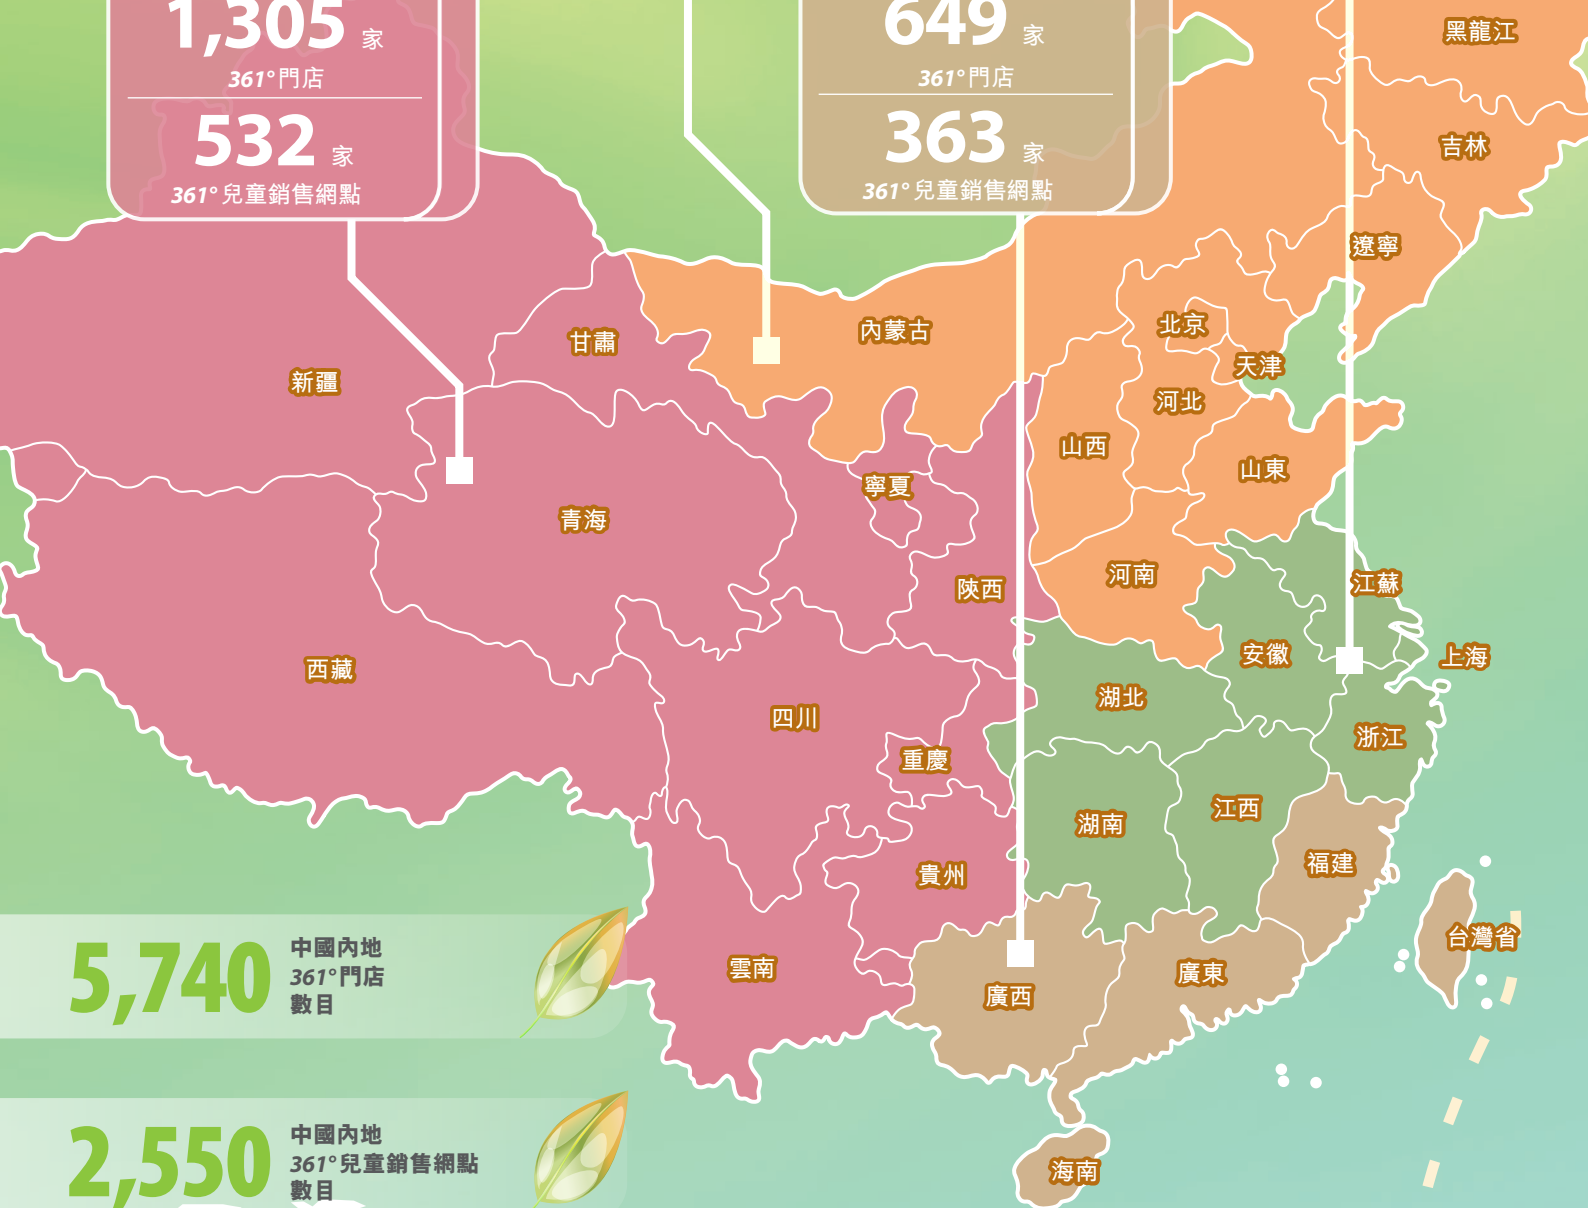 1,305 家
361°門店
532 家
361°兒童銷售網點
649 家
361°門店
363 家
361°兒童銷售網點
黑龍江
吉林
遼寧
內蒙古
北京
天津
河北
山西
山東
甘肅
新疆
寧夏
青海
陝西
河南
江蘇
安徽
上海
西藏
四川
湖北
浙江
重慶
湖南
江西
貴州
福建
雲南
廣西
廣東
台灣省
海南
5,740
中國內地
361°門店
數目
2,550
中國內地
361°兒童銷售網點
數目